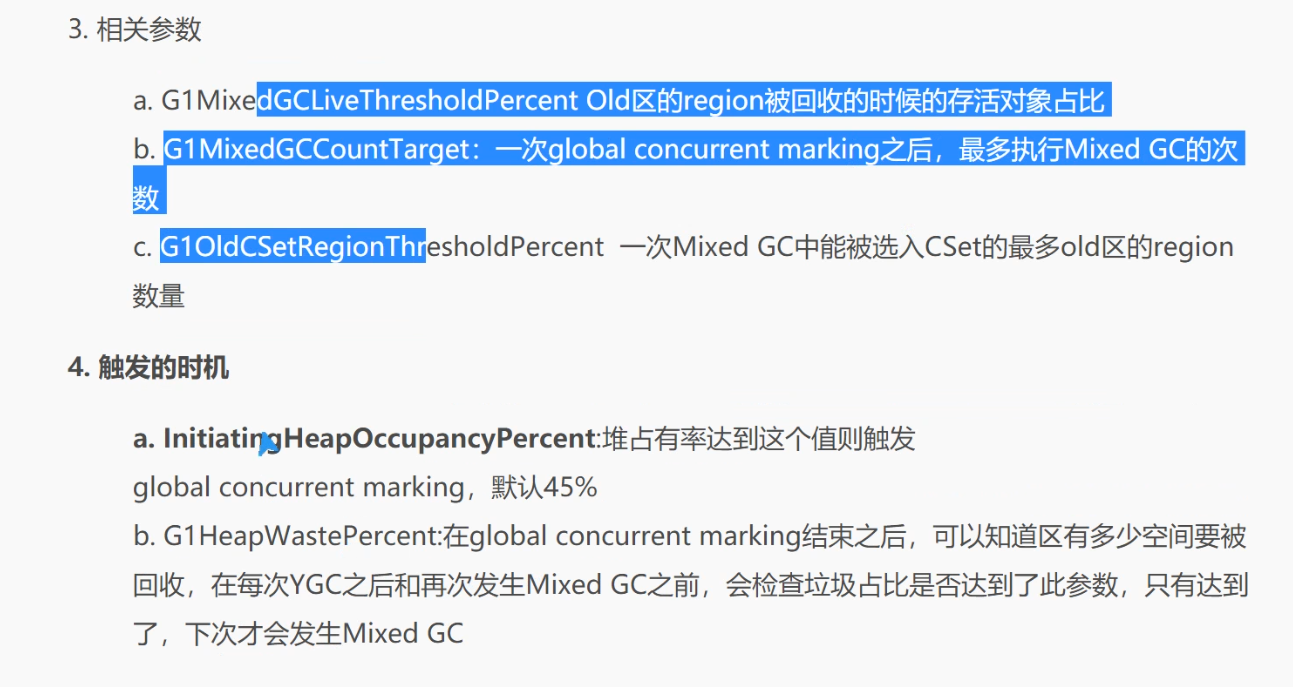 3. 相关参数
a. G1MixedGCLiveThresholdPercent Old区的region被回收的时候的存活对象占比
b. G1MixedGCCountTarget：一次global concurrent marking之后，最多执行Mixed GC的次
数
c. G1OldCSetRegionThresholdPercent 一次Mixed GC中能被选入CSet的最多old区的region
数量
4. 触发的时机
a. InitiatingHeapOccupancyPercent:堆占有率达到这个值则触发
global concurrent marking，默认45%
b. G1HeapWastePercent:在global concurrent marking结束之后，可以知道区有多少空间要被
回收，在每次YGC之后和再次发生Mixed GC之前，会检查垃圾占比是否达到了此参数，只有达到
了，下次才会发生Mixed GC